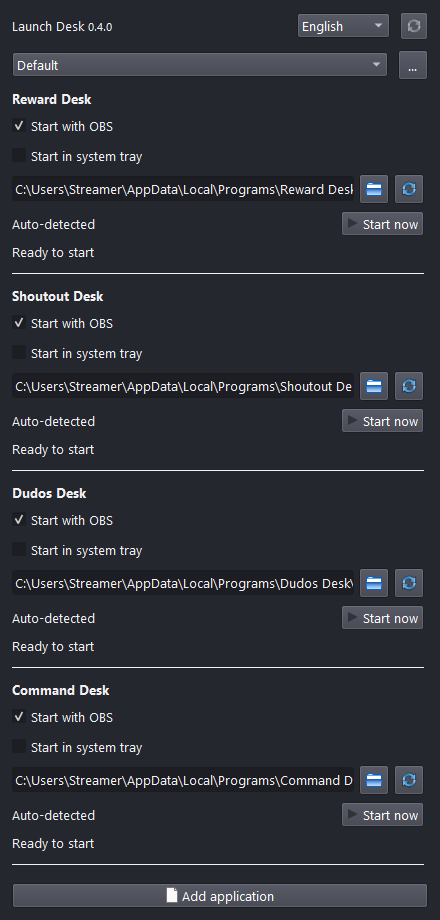 Launch Desk 0.4.0 English
Default ...
Reward Desk
Start with OBS
Start in system tray
C:\Users\Streamer\AppData\Local\Programs\Reward Desk
Auto-detected Start now
Ready to start
Shoutout Desk
Start with OBS
Start in system tray
C:\Users\Streamer\AppData\Local\Programs\Shoutout De
Auto-detected Start now
Ready to start
Dudos Desk
Start with OBS
Start in system tray
C:\Users\Streamer\AppData\Local\Programs\Dudos Desk\
Auto-detected Start now
Ready to start
Command Desk
Start with OBS
Start in system tray
C:\Users\Streamer\AppData\Local\Programs\Command D
Auto-detected Start now
Ready to start
Add application